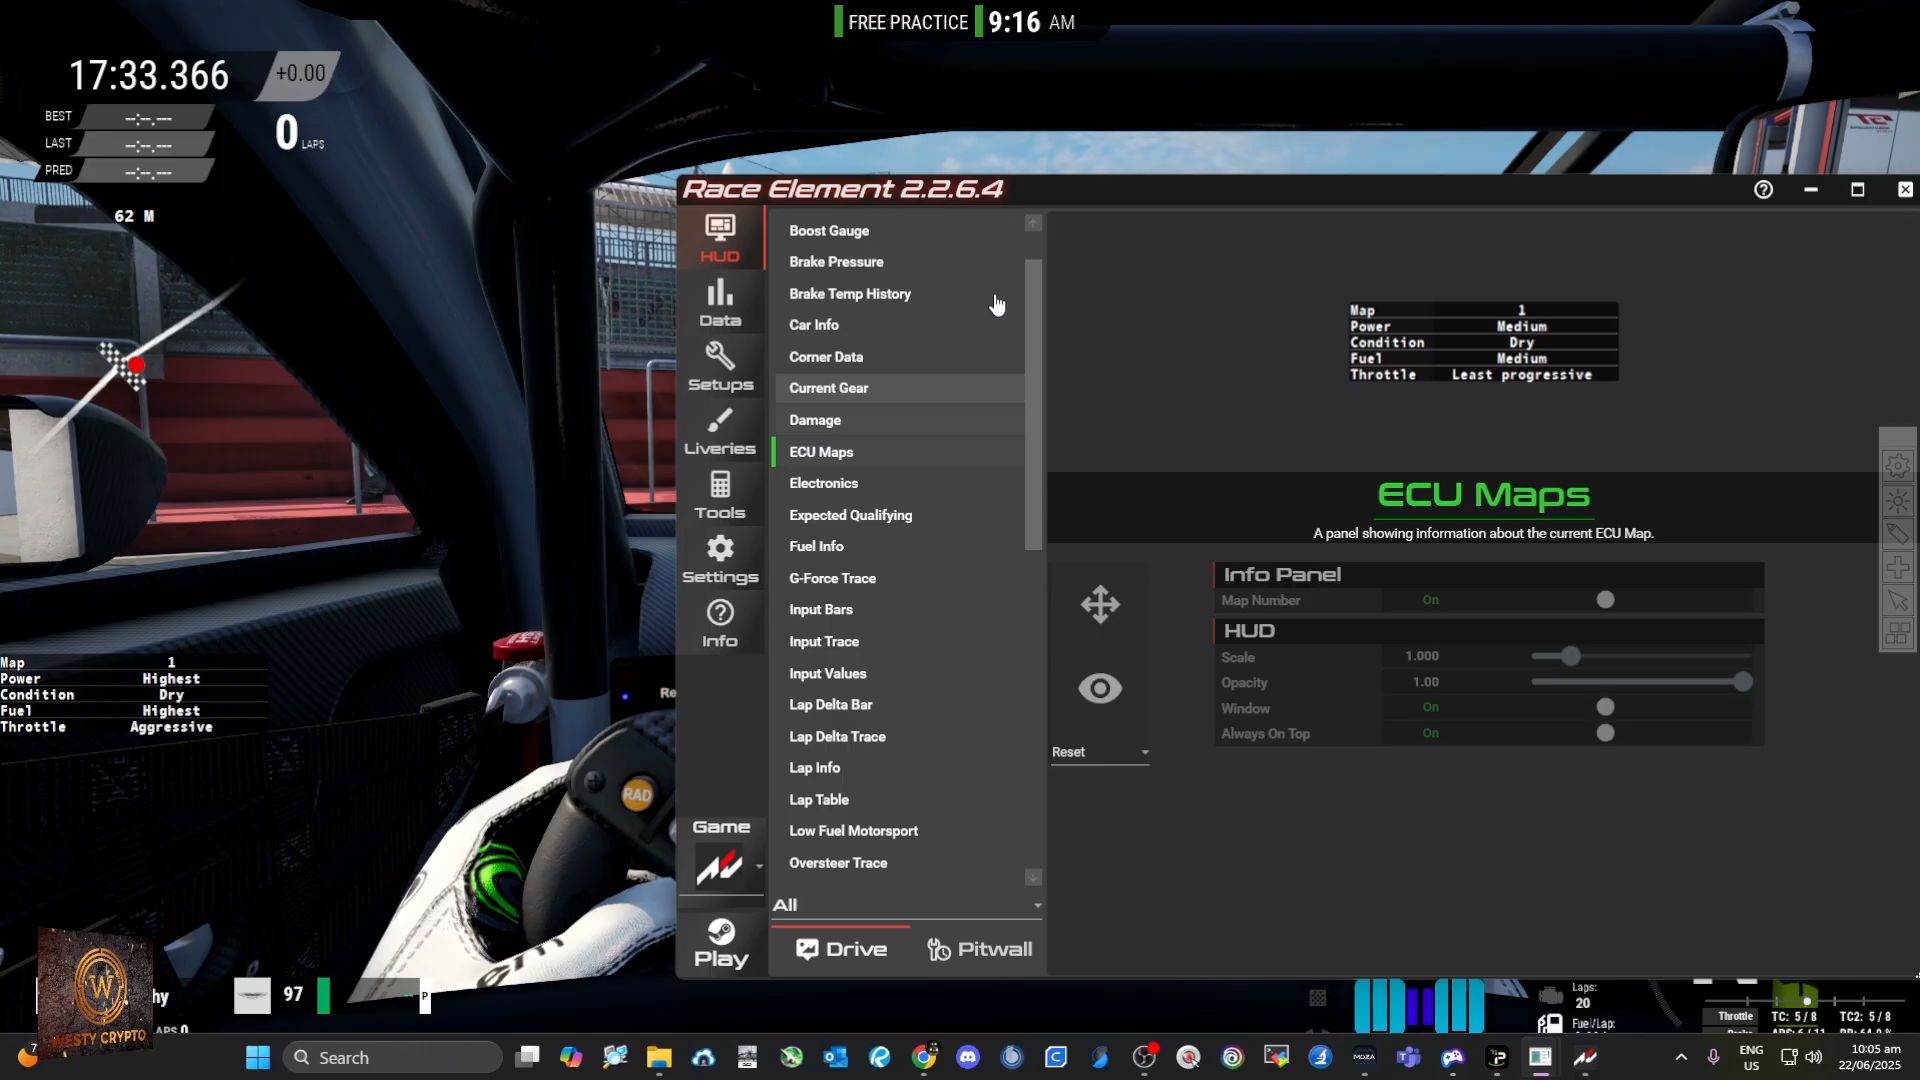 FREE PRACTICE 9:16 AM
17:33.366 +0.00
BEST --:--.---
LAST --:--.---
PRED --:--.---
0 LAPS
62 M
Race Element 2.2.6.4
HUD
Data
Setups
Liveries
Tools
Settings
Info
Game
Play
Boost Gauge
Brake Pressure
Brake Temp History
Car Info
Corner Data
Current Gear
Damage
ECU Maps
Electronics
Expected Qualifying
Fuel Info
G-Force Trace
Input Bars
Input Trace
Input Values
Lap Delta Bar
Lap Delta Trace
Lap Info
Lap Table
Low Fuel Motorsport
Oversteer Trace
All
Drive Pitwall
Map 1
Power Medium
Condition Dry
Fuel Medium
Throttle Least progressive
ECU Maps
A panel showing information about the current ECU Map.
Reset
Info Panel
Map Number On
HUD
Scale 1.000
Opacity 1.00
Window On
Always On Top On
Map 1
Power Highest
Condition Dry
Fuel Highest
Throttle Aggressive
RAD
Re
W
WESTY CRYPTO
hy
97
P
Laps:
20
Fuel/Lap:
Throttle TC: 5/8 TC2: 5/8
7
Search
ENG
US
10:05 am
22/06/2025
MOZA